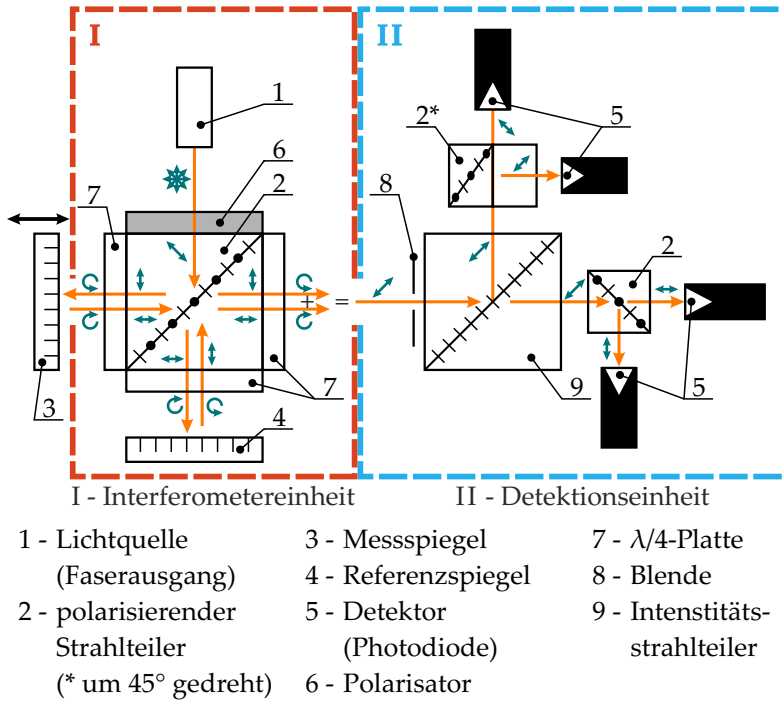 I
II
1
6
2
7
3
7
4
8
2*
5
2
5
9
+ =
I - Interferometereinheit
II - Detektionseinheit
1 - Lichtquelle
(Faserausgang)
2 - polarisierender
Strahlteiler
(* um 45° gedreht)
3 - Messspiegel
4 - Referenzspiegel
5 - Detektor
(Photodiode)
6 - Polarisator
7 - λ/4-Platte
8 - Blende
9 - Intenstitäts-
strahlteiler